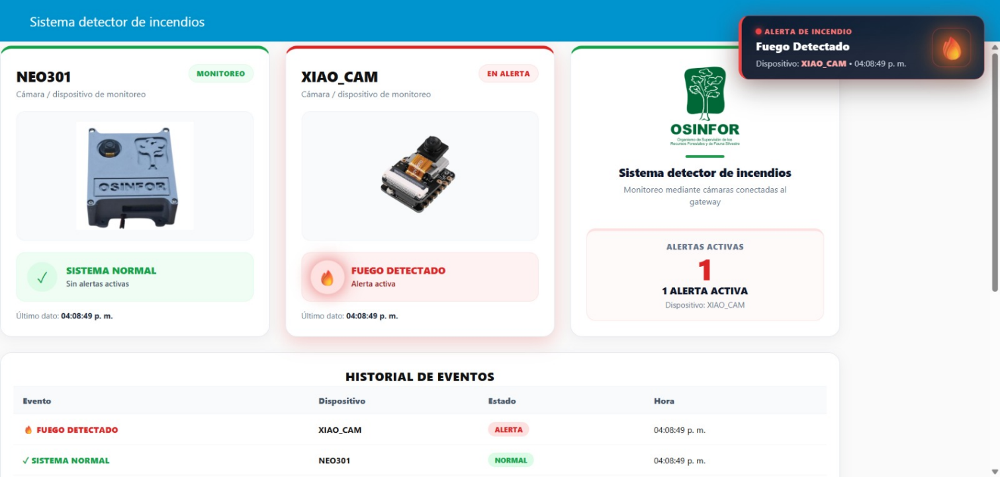 Sistema detector de incendios
ALERTA DE INCENDIO
Fuego Detectado
Dispositivo: XIAO_CAM • 04:08:49 p. m.
NEO301
MONITOREO
Cámara / dispositivo de monitoreo
OSINFOR
✓ SISTEMA NORMAL
Sin alertas activas
Último dato: 04:08:49 p. m.
XIAO_CAM
EN ALERTA
Cámara / dispositivo de monitoreo
FUEGO DETECTADO
Alerta activa
Último dato: 04:08:49 p. m.
OSINFOR
Organismo de Supervisión de los
Recursos Forestales y de Fauna Silvestre
Sistema detector de incendios
Monitoreo mediante cámaras conectadas al
gateway
ALERTAS ACTIVAS
1
1 ALERTA ACTIVA
Dispositivo: XIAO_CAM
HISTORIAL DE EVENTOS
Evento Dispositivo Estado Hora
🔥 FUEGO DETECTADO XIAO_CAM ALERTA 04:08:49 p. m.
✓ SISTEMA NORMAL NEO301 NORMAL 04:08:49 p. m.